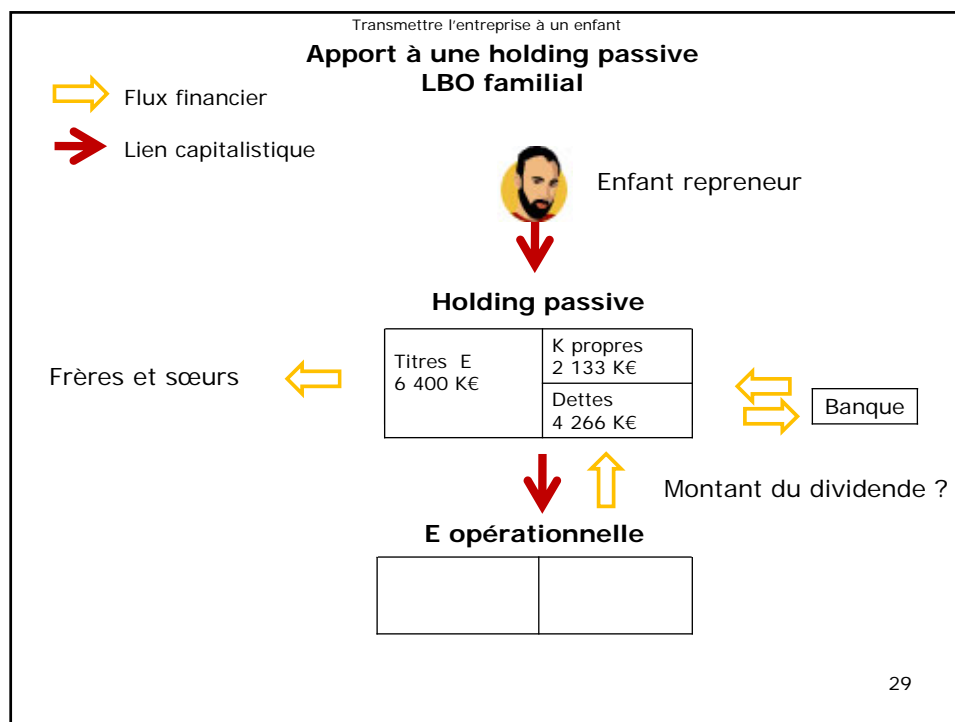 Transmettre l'entreprise à un enfant
Apport à une holding passive
LBO familial
Flux financier
Lien capitalistique
Enfant repreneur
Holding passive
Titres E
6 400 K€
K propres
2 133 K€
Dettes
4 266 K€
Frères et sœurs
Banque
Montant du dividende ?
E opérationnelle
29